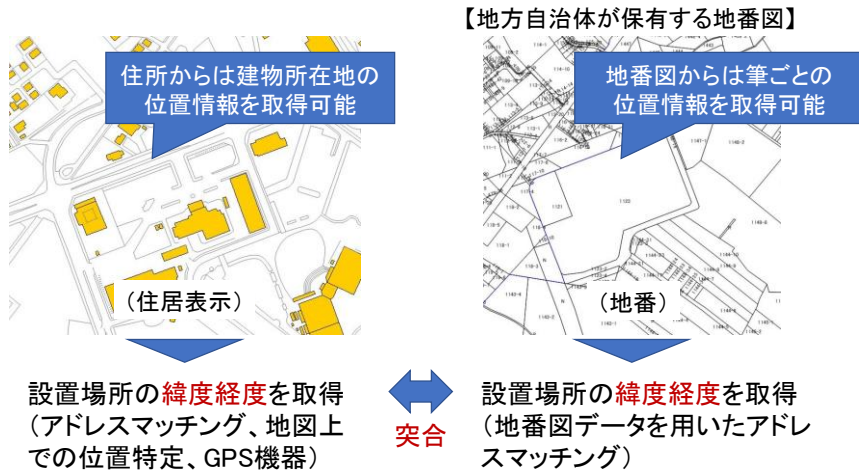 【地方自治体が保有する地番図】
住所からは建物所在地の
位置情報を取得可能
地番図からは筆ごとの
位置情報を取得可能
（住居表示）
（地番）
設置場所の緯度経度を取得
（アドレスマッチング、地図上
での位置特定、GPS機器）
突合
設置場所の緯度経度を取得
（地番図データを用いたアドレ
スマッチング）